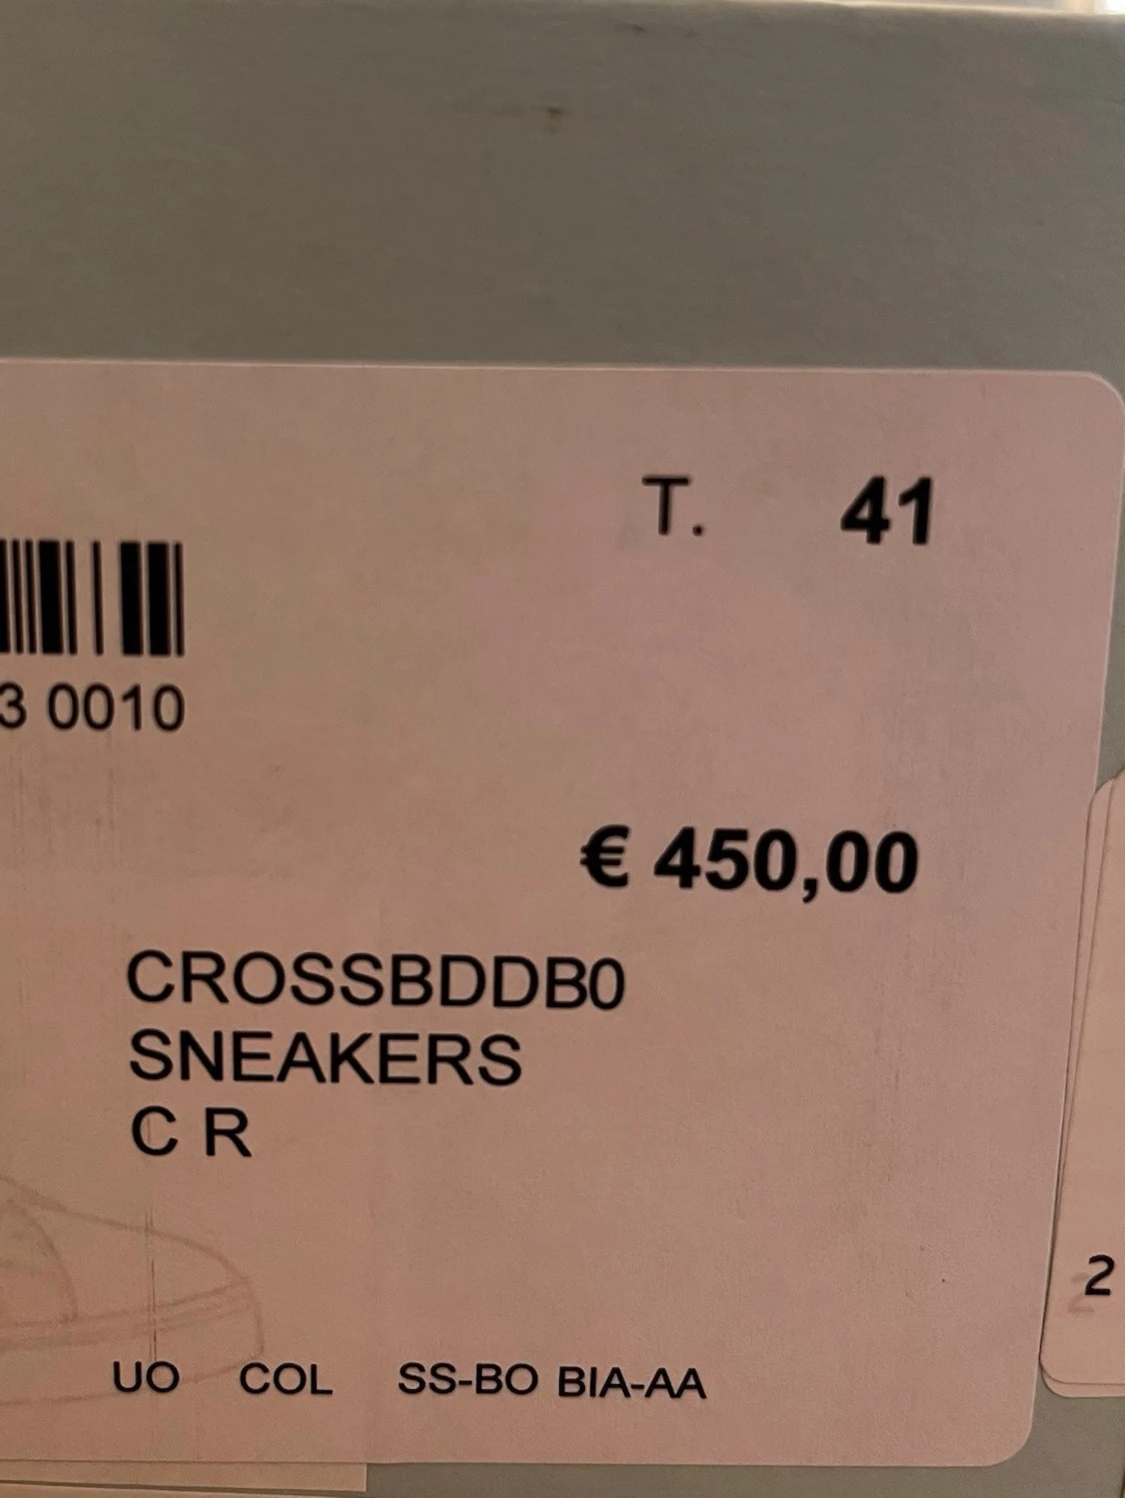 T. 41
3 0010
€ 450,00
CROSSBDDB0
SNEAKERS
C R
2
UO COL SS-BO BIA-AA